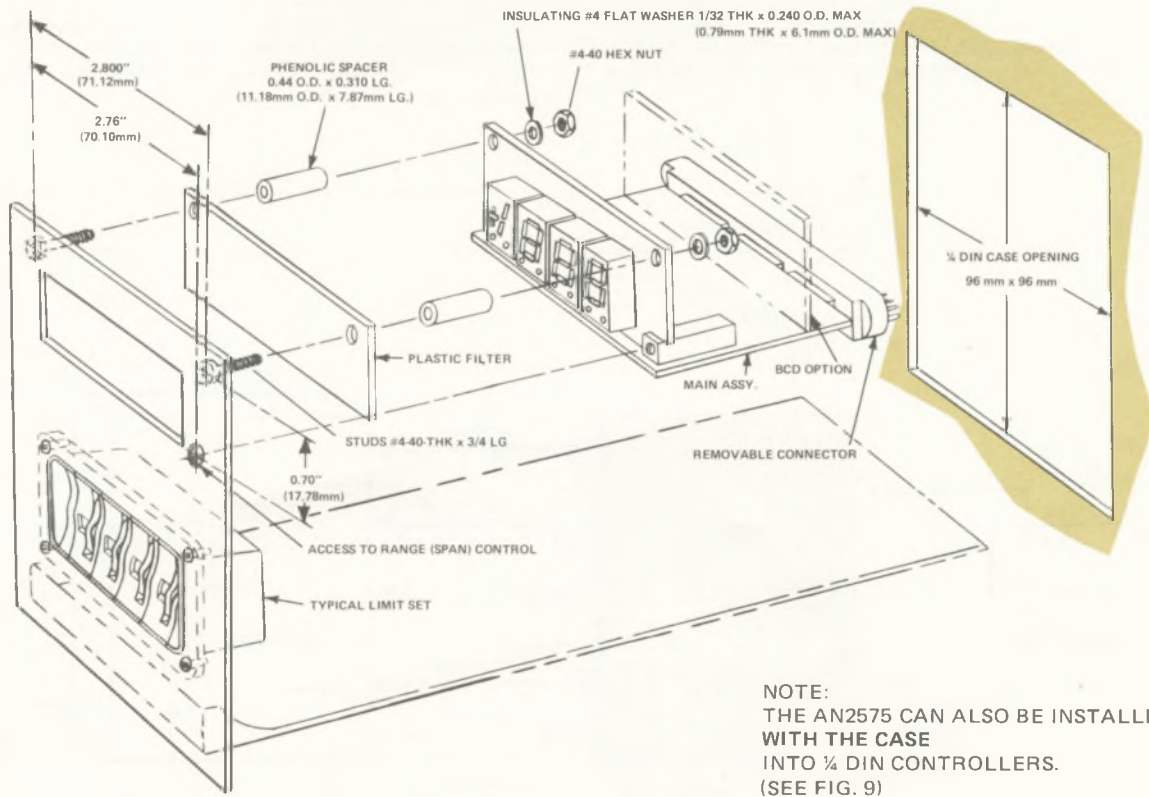 INSULATING #4 FLAT WASHER 1/32 THK x 0.240 O.D. MAX
(0.79mm THK x 6.1mm O.D. MAX)
#4-40 HEX NUT
2.800"
(71.12mm)
PHENOLIC SPACER
0.44 O.D. x 0.310 LG.
(11.18mm O.D. x 7.87mm LG.)
2.76"
(70.10mm)
¼ DIN CASE OPENING
96 mm x 96 mm
PLASTIC FILTER
BCD OPTION
MAIN ASSY.
STUDS #4-40-THK x 3/4 LG
REMOVABLE CONNECTOR
0.70"
(17.78mm)
ACCESS TO RANGE (SPAN) CONTROL
TYPICAL LIMIT SET
NOTE:
THE AN2575 CAN ALSO BE INSTALLE
WITH THE CASE
INTO ¼ DIN CONTROLLERS.
(SEE FIG. 9)